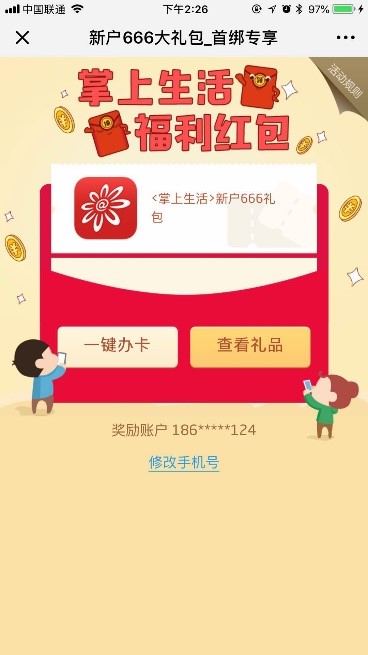 中国联通
下午2:26
97%
新户666大礼包_首绑专享
活动规则
掌上生活
福利红包
<掌上生活>新户666礼
包
一键办卡
查看礼品
奖励账户 186*****124
修改手机号